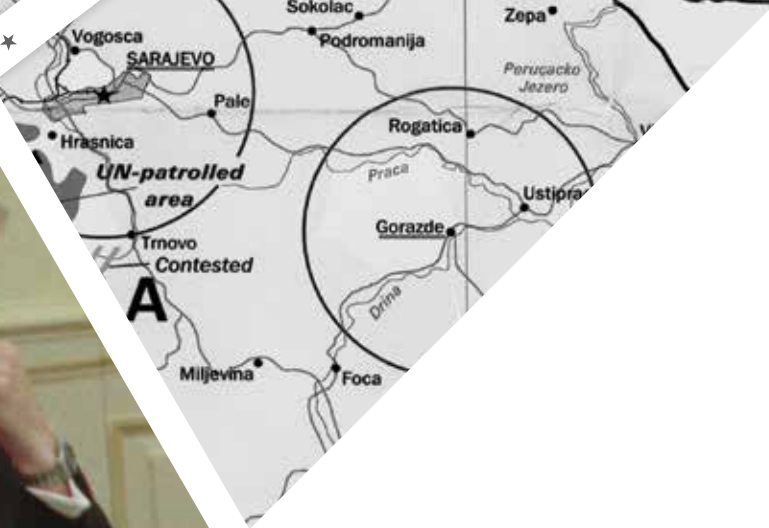 Sokolac
Zepa
Vogosca
Podromanija
SARAJEVO
Perucacko
Jezero
Pale
Rogatica
Hrasnica
UN-patrolled
area
Praca
Ustipra
Gorazde
Trnovo
Contested
A
Drina
Miljevina
Foca